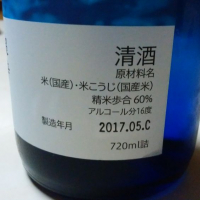 清酒
原材料名
米(国産)・米こうじ(国産米)
精米歩合 60%
アルコール分16度
製造年月 2017.05.C
720ml詰